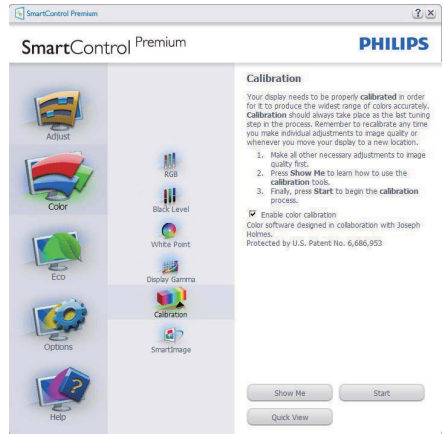 SmartControl Premium
SmartControl Premium
PHILIPS
Adjust
Color
Eco
Options
Help
RGB
Black Level
White Point
Display Gamma
Calibration
SmartImage
Calibration
Your display needs to be properly calibrated in order
for it to produce the widest range of colors accurately.
Calibration should always take place as the last tuning
step in the process. Remember to recalibrate any time
you make individual adjustments to image quality or
whenever you move your display to a new location.
1. Make all other necessary adjustments to image
quality first.
2. Press Show Me to learn how to use the
calibration tools.
3. Finally, press Start to begin the calibration
process.
Enable color calibration
Color software designed in collaboration with Joseph
Holmes.
Protected by U.S. Patent No. 6,686,953
Show Me
Start
Quick View